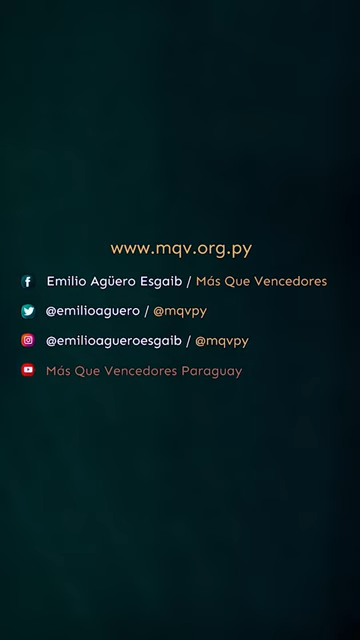 www.mqv.org.py
Emilio Agüero Esgaib / Más Que Vencedores
@emilioaguero / @mqvpy
@emilioagueroesgaib / @mqvpy
Más Que Vencedores Paraguay